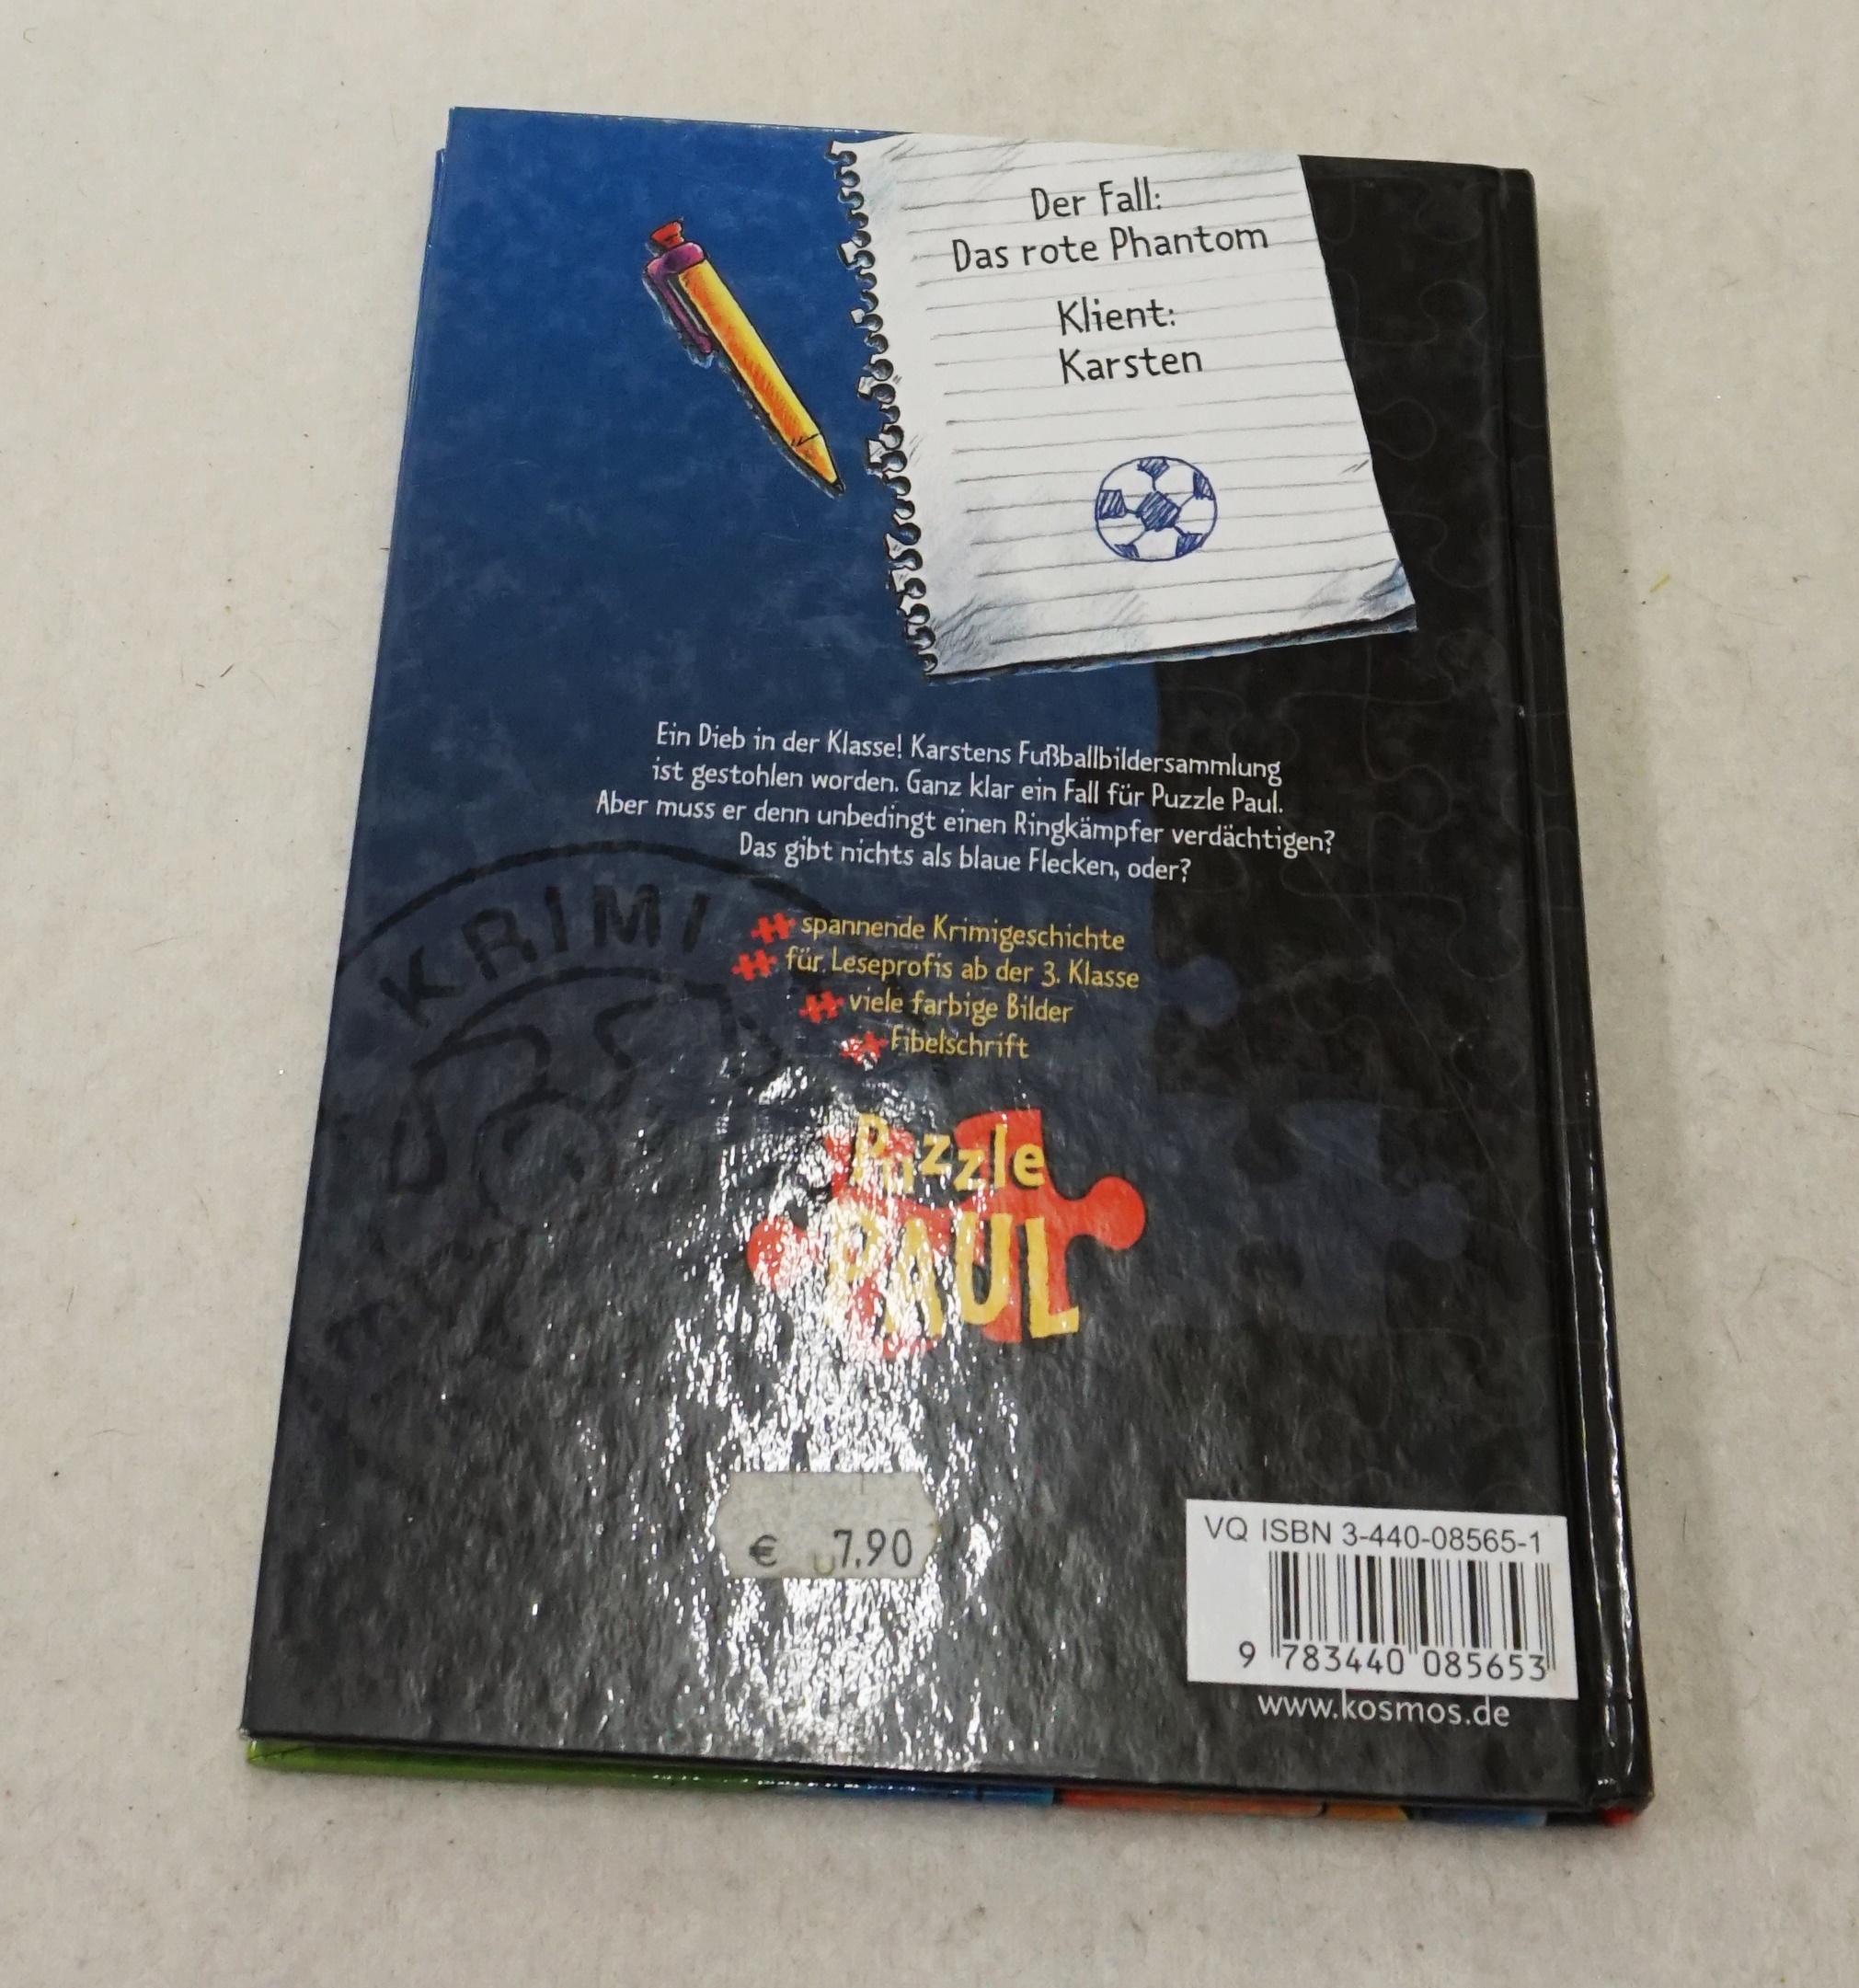 Der Fall:
Das rote Phantom
Klient:
Karsten
Ein Dieb in der Klasse! Karstens Fußballbildersammlung
ist gestohlen worden. Ganz klar ein Fall für Puzzle Paul.
Aber muss er denn unbedingt einen Ringkämpfer verdächtigen?
Das gibt nichts als blaue Flecken, oder?
KRIMI
spannende Krimigeschichte
für Leseprofis ab der 3. Klasse
viele farbige Bilder
Fibelschrift
Puzzle
PAUL
€ 7.90
VQ ISBN 3-440-08565-1
9 783440 085653
www.kosmos.de